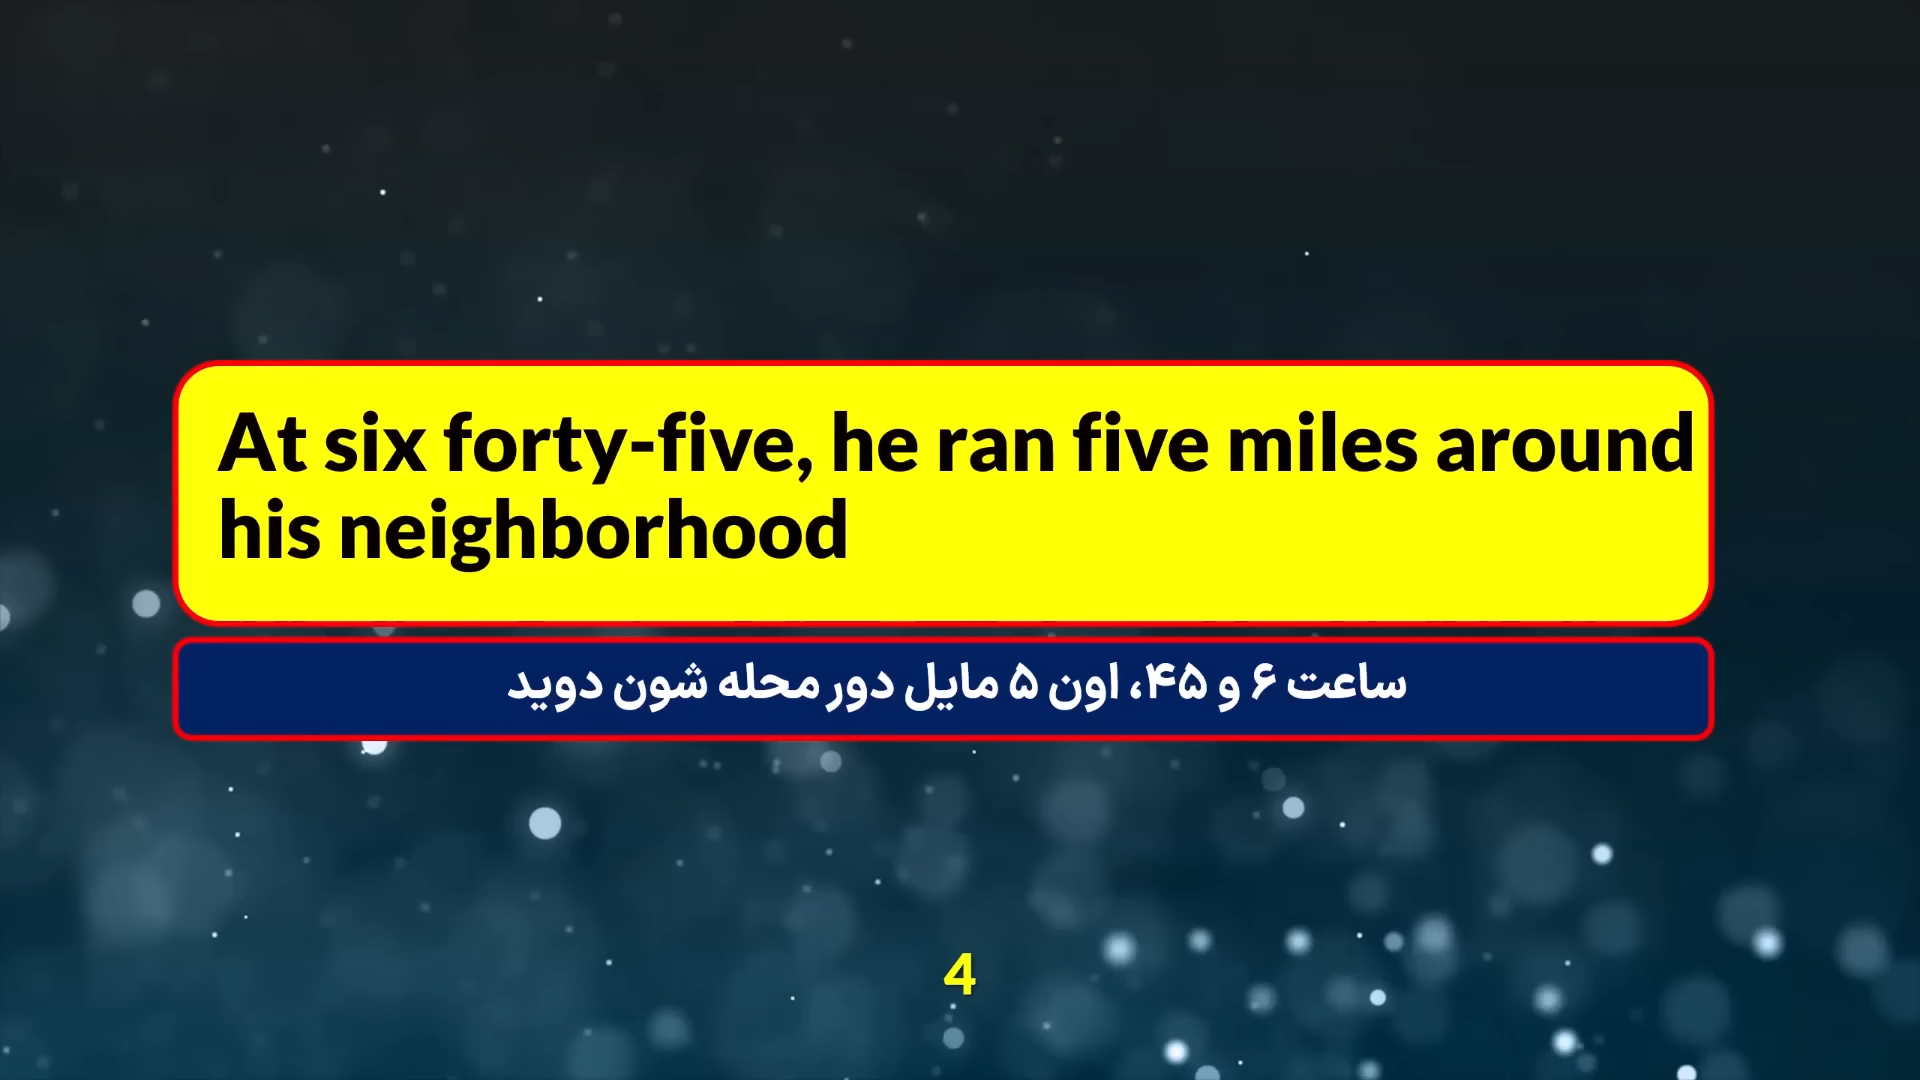 At six forty-five, he ran five miles around
his neighborhood
ساعت ۶ و ۴۵، اون ۵ مایل دور محله شون دوید
4